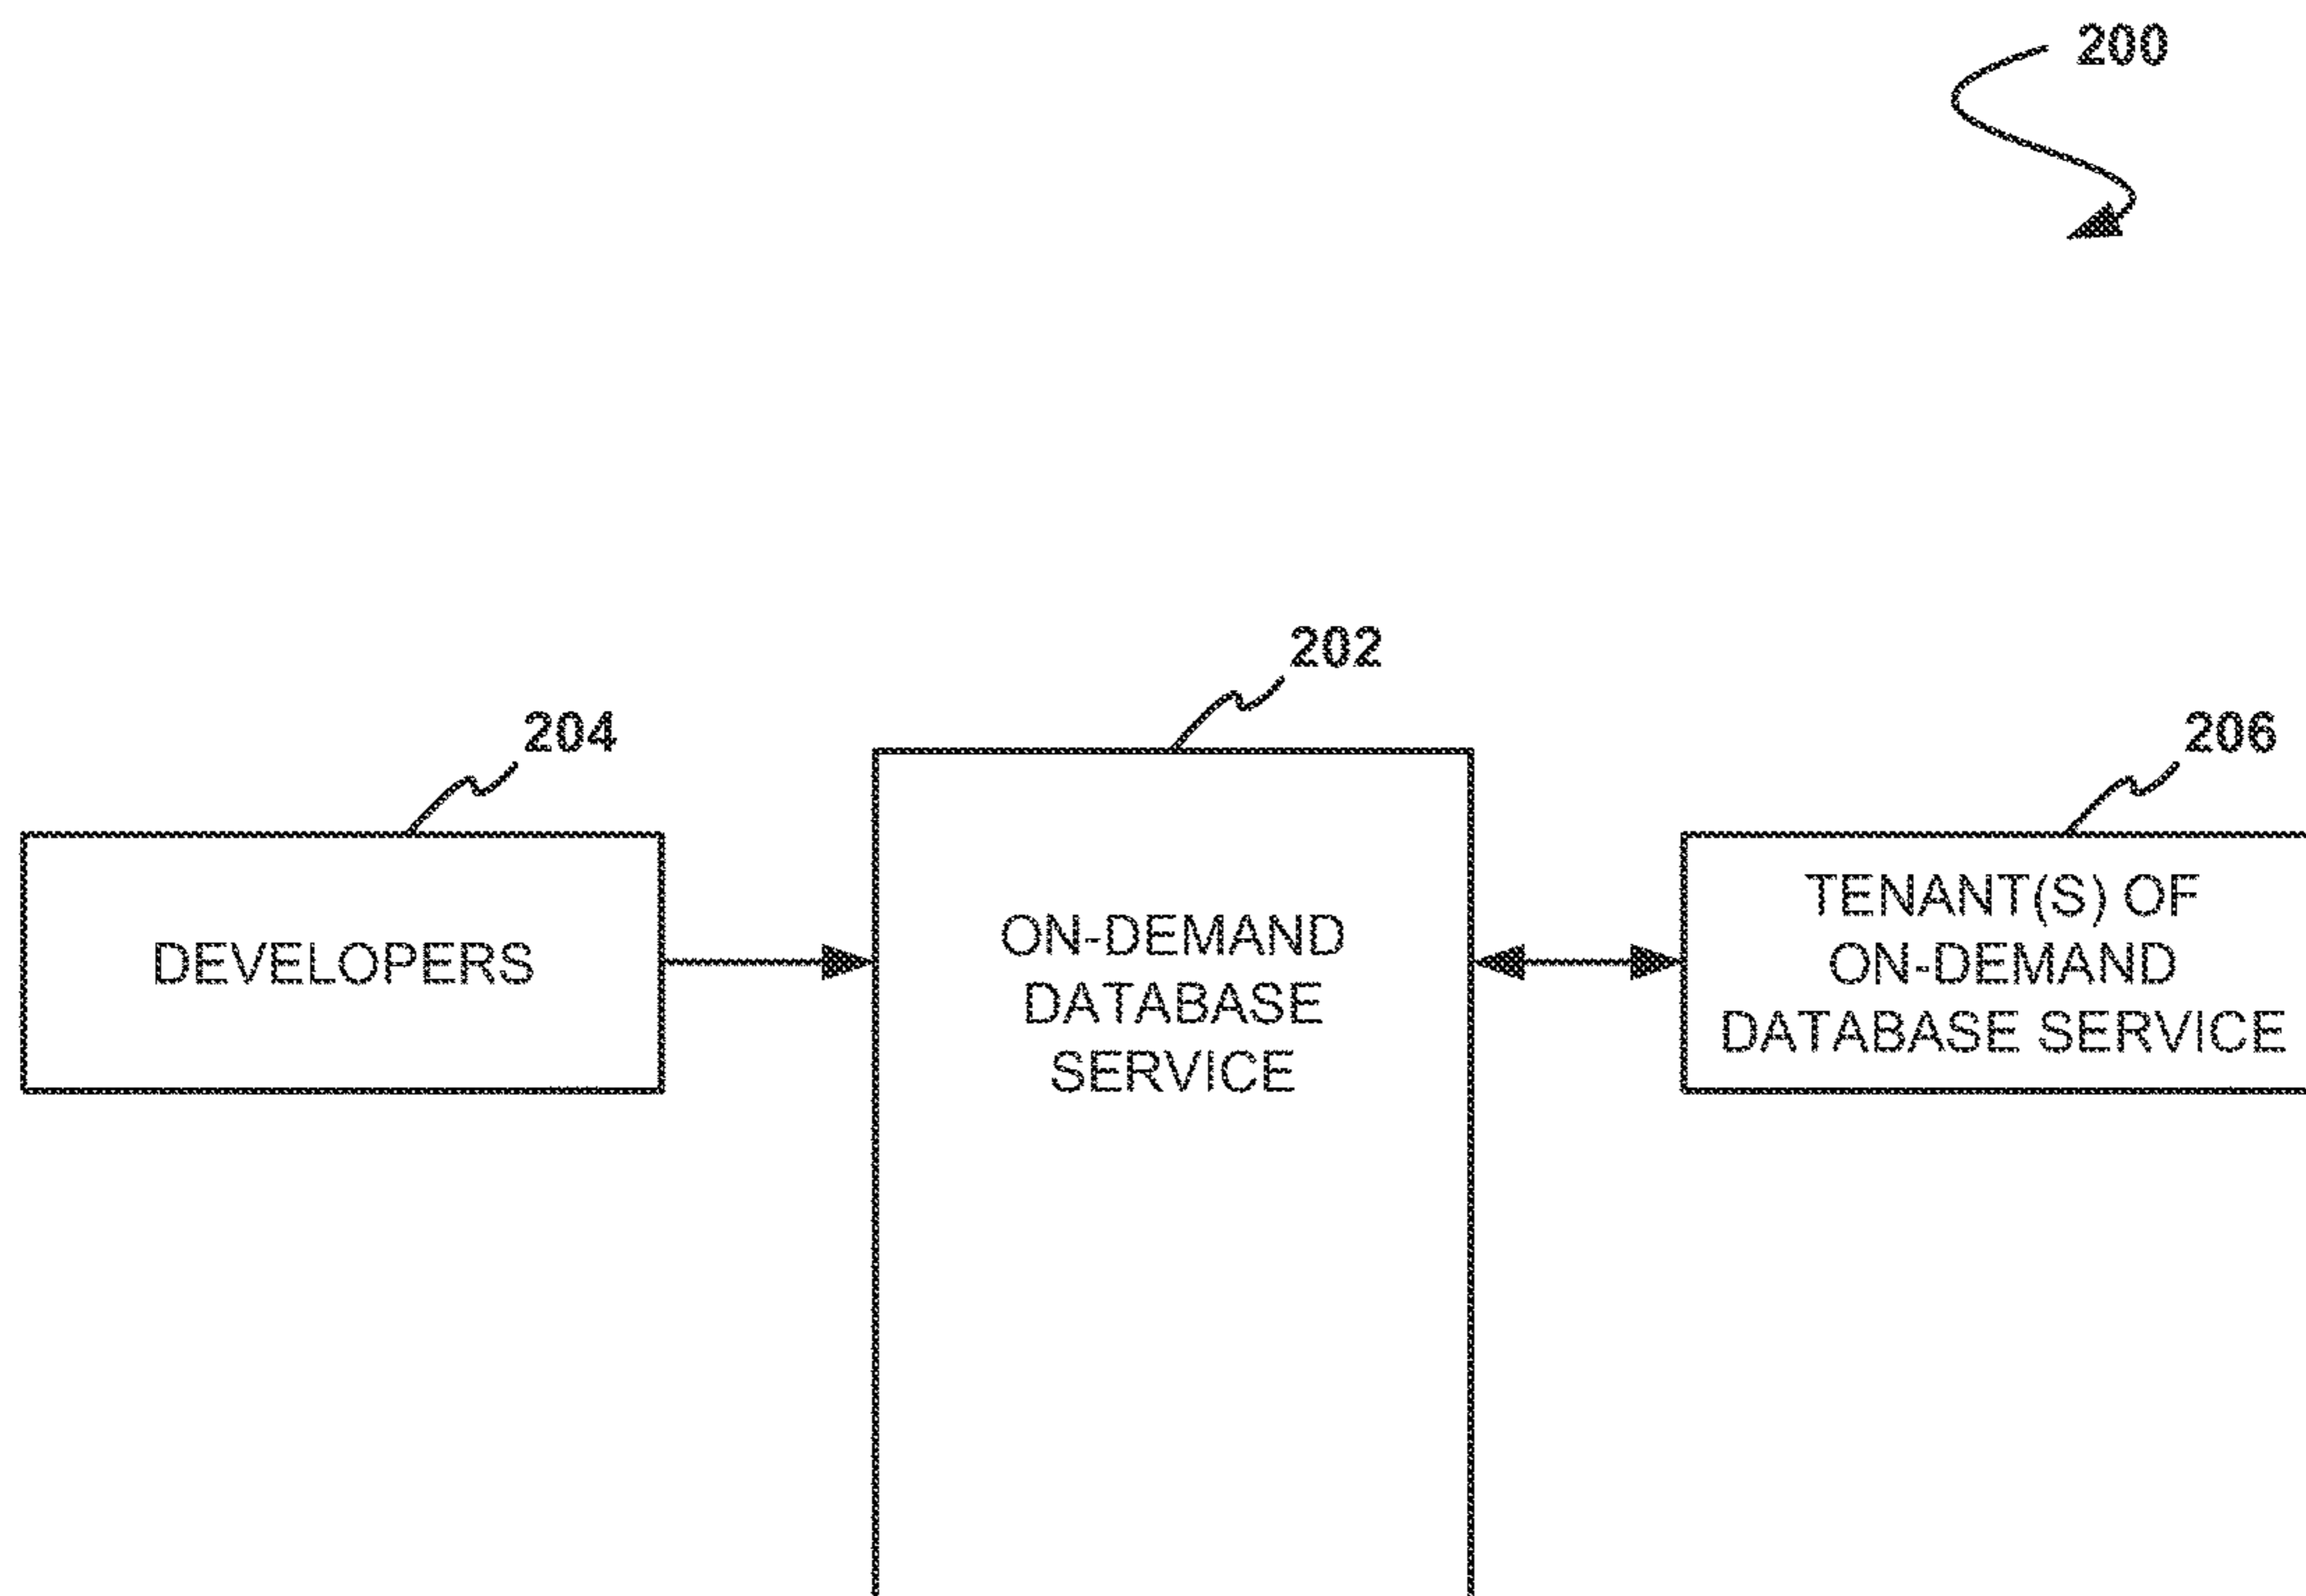 200
202
204
206
DEVELOPERS
ON-DEMAND
DATABASE
SERVICE
TENANT(S) OF
ON-DEMAND
DATABASE SERVICE